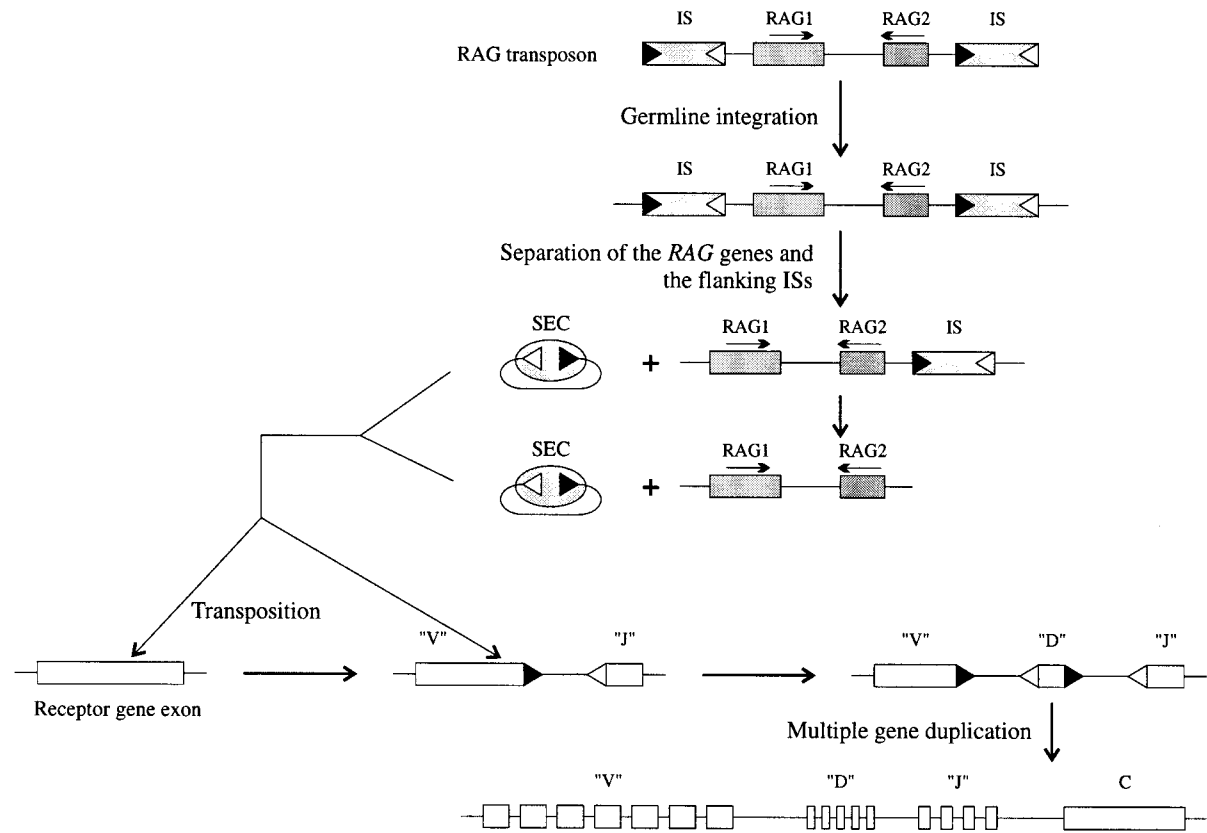 IS RAG1 RAG2 IS
RAG transposon
Germline integration
IS RAG1 RAG2 IS
Separation of the RAG genes and
the flanking ISs
SEC RAG1 RAG2 IS
+
SEC RAG1 RAG2
+
Transposition
"V" "J" "V" "D" "J"
Receptor gene exon
Multiple gene duplication
"V" "D" "J" C